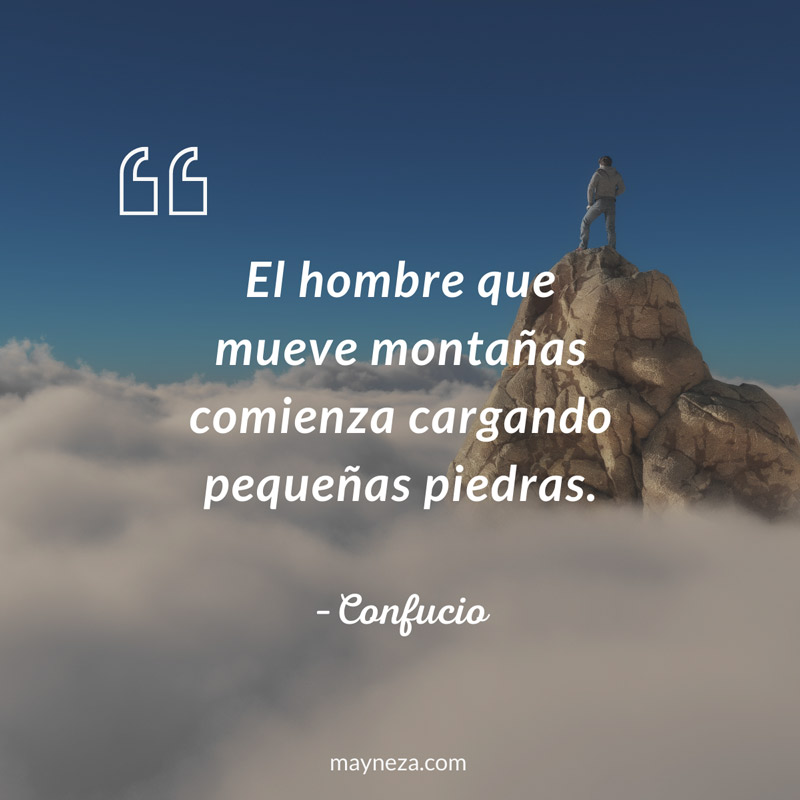 El hombre que
mueve montañas
comienza cargando
pequeñas piedras.
- Confucio
mayneza.com